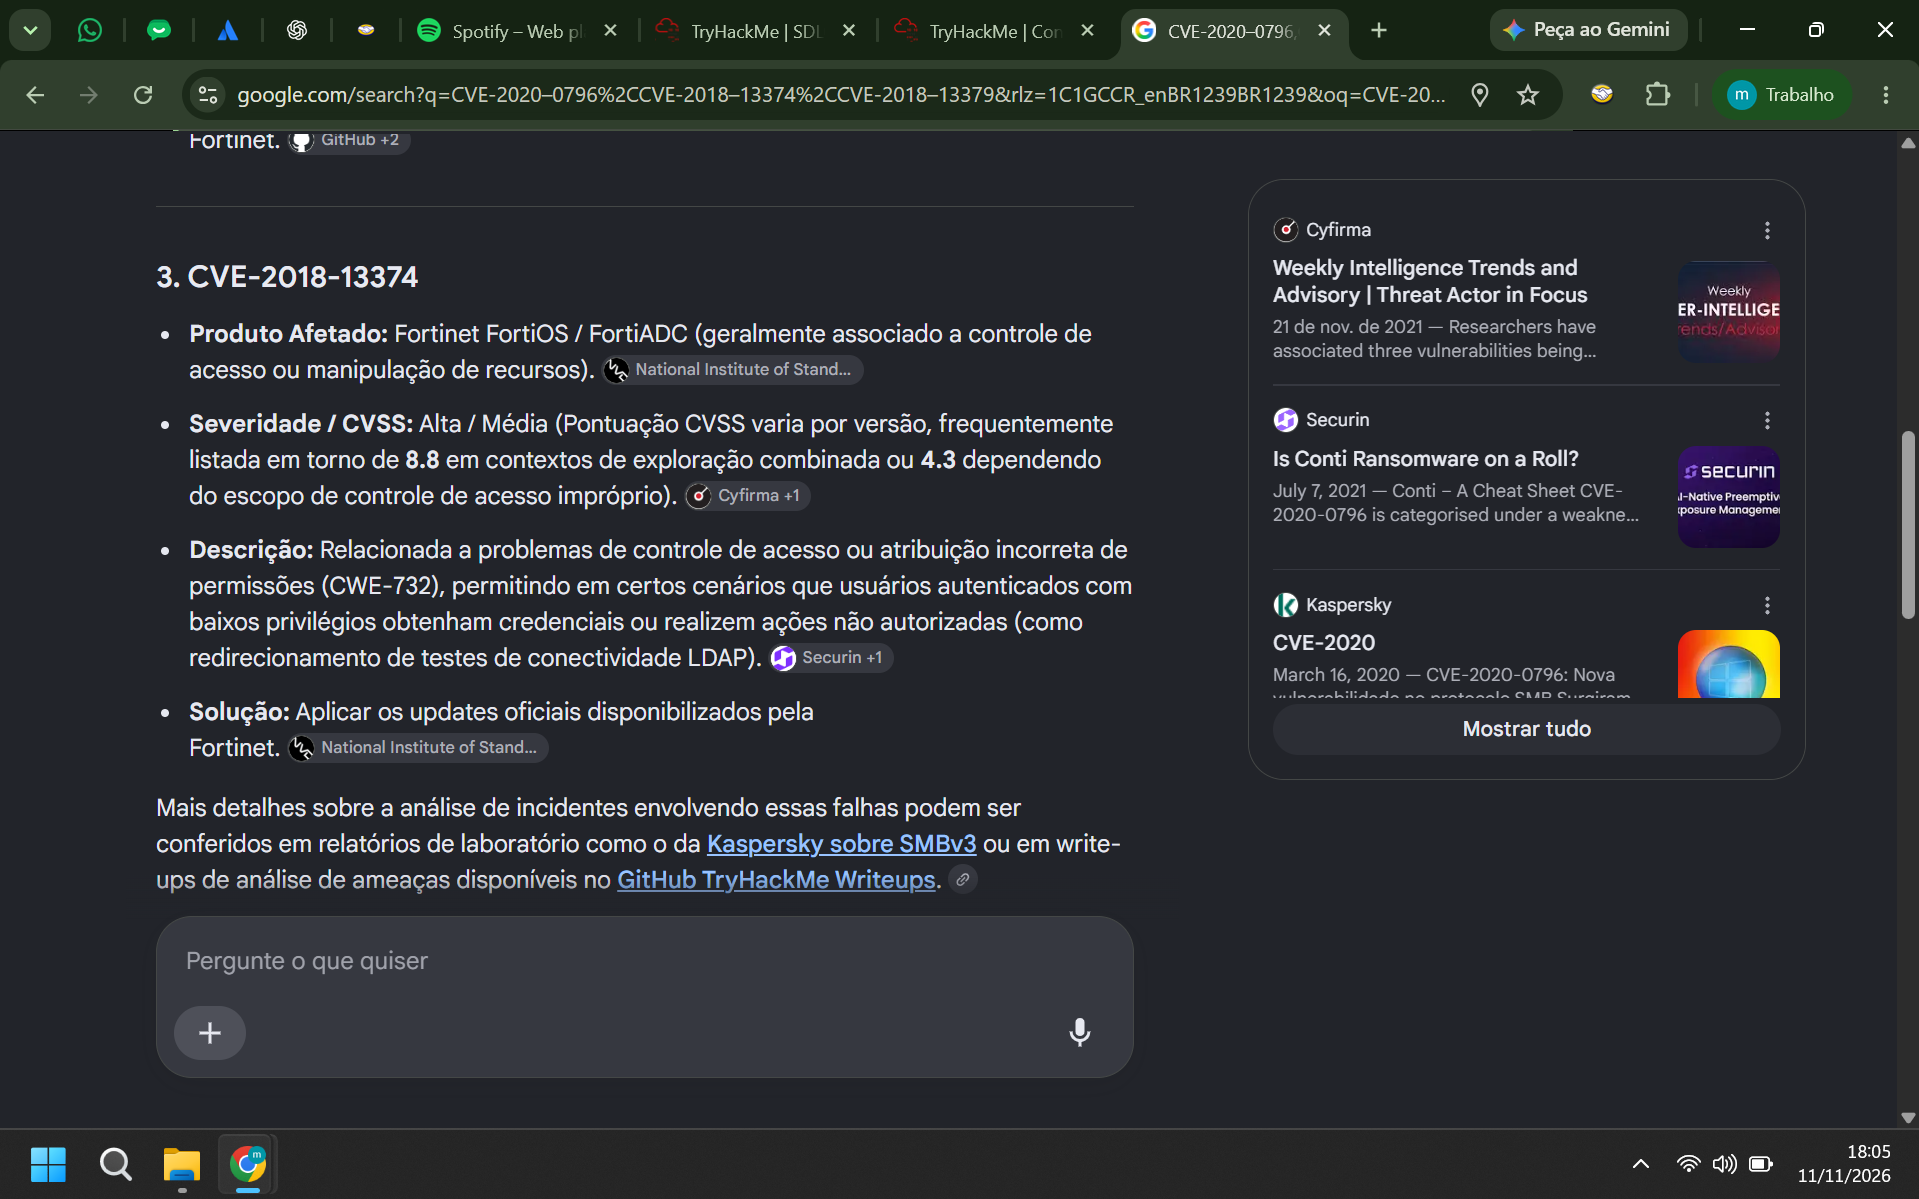 Spotify – Web pl
TryHackMe | SDL
TryHackMe | Con
CVE-2020–0796,
Peça ao Gemini
google.com/search?q=CVE-2020–0796%2CCVE-2018–13374%2CCVE-2018–13379&rlz=1C1GCCR_enBR1239BR1239&oq=CVE-20...
m
Trabalho
Fortinet.
GitHub +2
3. CVE-2018-13374
• Produto Afetado: Fortinet FortiOS / FortiADC (geralmente associado a controle de
acesso ou manipulação de recursos). National Institute of Stand...
• Severidade / CVSS: Alta / Média (Pontuação CVSS varia por versão, frequentemente
listada em torno de 8.8 em contextos de exploração combinada ou 4.3 dependendo
do escopo de controle de acesso impróprio). Cyfirma +1
• Descrição: Relacionada a problemas de controle de acesso ou atribuição incorreta de
permissões (CWE-732), permitindo em certos cenários que usuários autenticados com
baixos privilégios obtenham credenciais ou realizem ações não autorizadas (como
redirecionamento de testes de conectividade LDAP). Securin +1
• Solução: Aplicar os updates oficiais disponibilizados pela
Fortinet. National Institute of Stand...
Mais detalhes sobre a análise de incidentes envolvendo essas falhas podem ser
conferidos em relatórios de laboratório como o da Kaspersky sobre SMBv3 ou em write-
ups de análise de ameaças disponíveis no GitHub TryHackMe Writeups.
Pergunte o que quiser
Cyfirma
Weekly Intelligence Trends and
Advisory | Threat Actor in Focus
21 de nov. de 2021 — Researchers have
associated three vulnerabilities being...
Weekly
ER-INTELLIGE
rends/Advisor
Securin
Is Conti Ransomware on a Roll?
July 7, 2021 — Conti – A Cheat Sheet CVE-
2020-0796 is categorised under a weakne...
securin
I-Native Preemptiv
xposure Managemen
Kaspersky
CVE-2020
March 16, 2020 — CVE-2020-0796: Nova
vulnerabilidade no protocolo SMB Surgiram
Mostrar tudo
m
18:05
11/11/2026